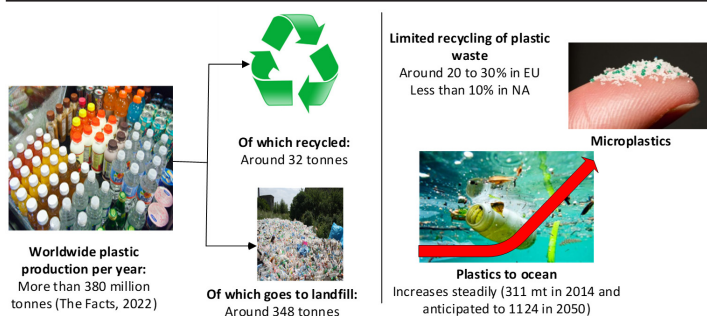 Worldwide plastic
production per year:
More than 380 million
tonnes (The Facts, 2022)
Of which recycled:
Around 32 tonnes
Of which goes to landfill:
Around 348 tonnes
Limited recycling of plastic
waste
Around 20 to 30% in EU
Less than 10% in NA
Microplastics
Plastics to ocean
Increases steadily (311 mt in 2014 and
anticipated to 1124 in 2050)